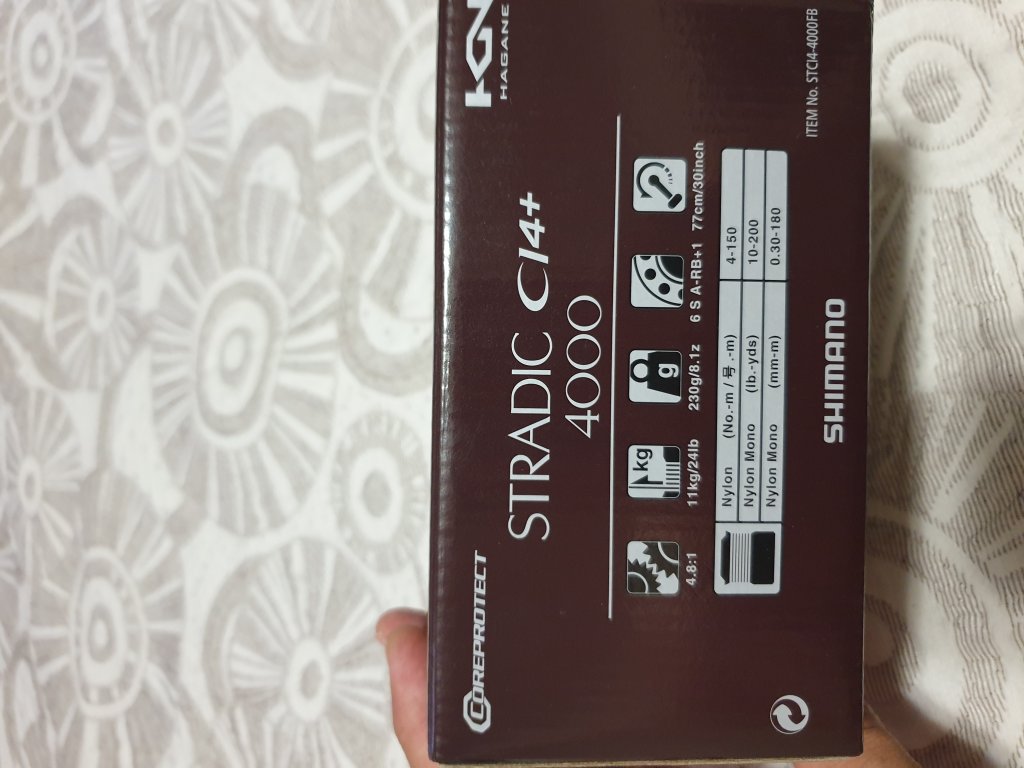 COREPROTECT
HAGANE
STRADIC CI4+
4000
kg
g
4.8:1
11kg/24lb
230g/8.1z
6 S A-RB+1
77cm/30inch
Nylon (No.-m / 号.-m) 4-150
Nylon Mono (lb.-yds) 10-200
Nylon Mono (mm-m) 0.30-180
SHIMANO
ITEM No. STCI4-4000FB